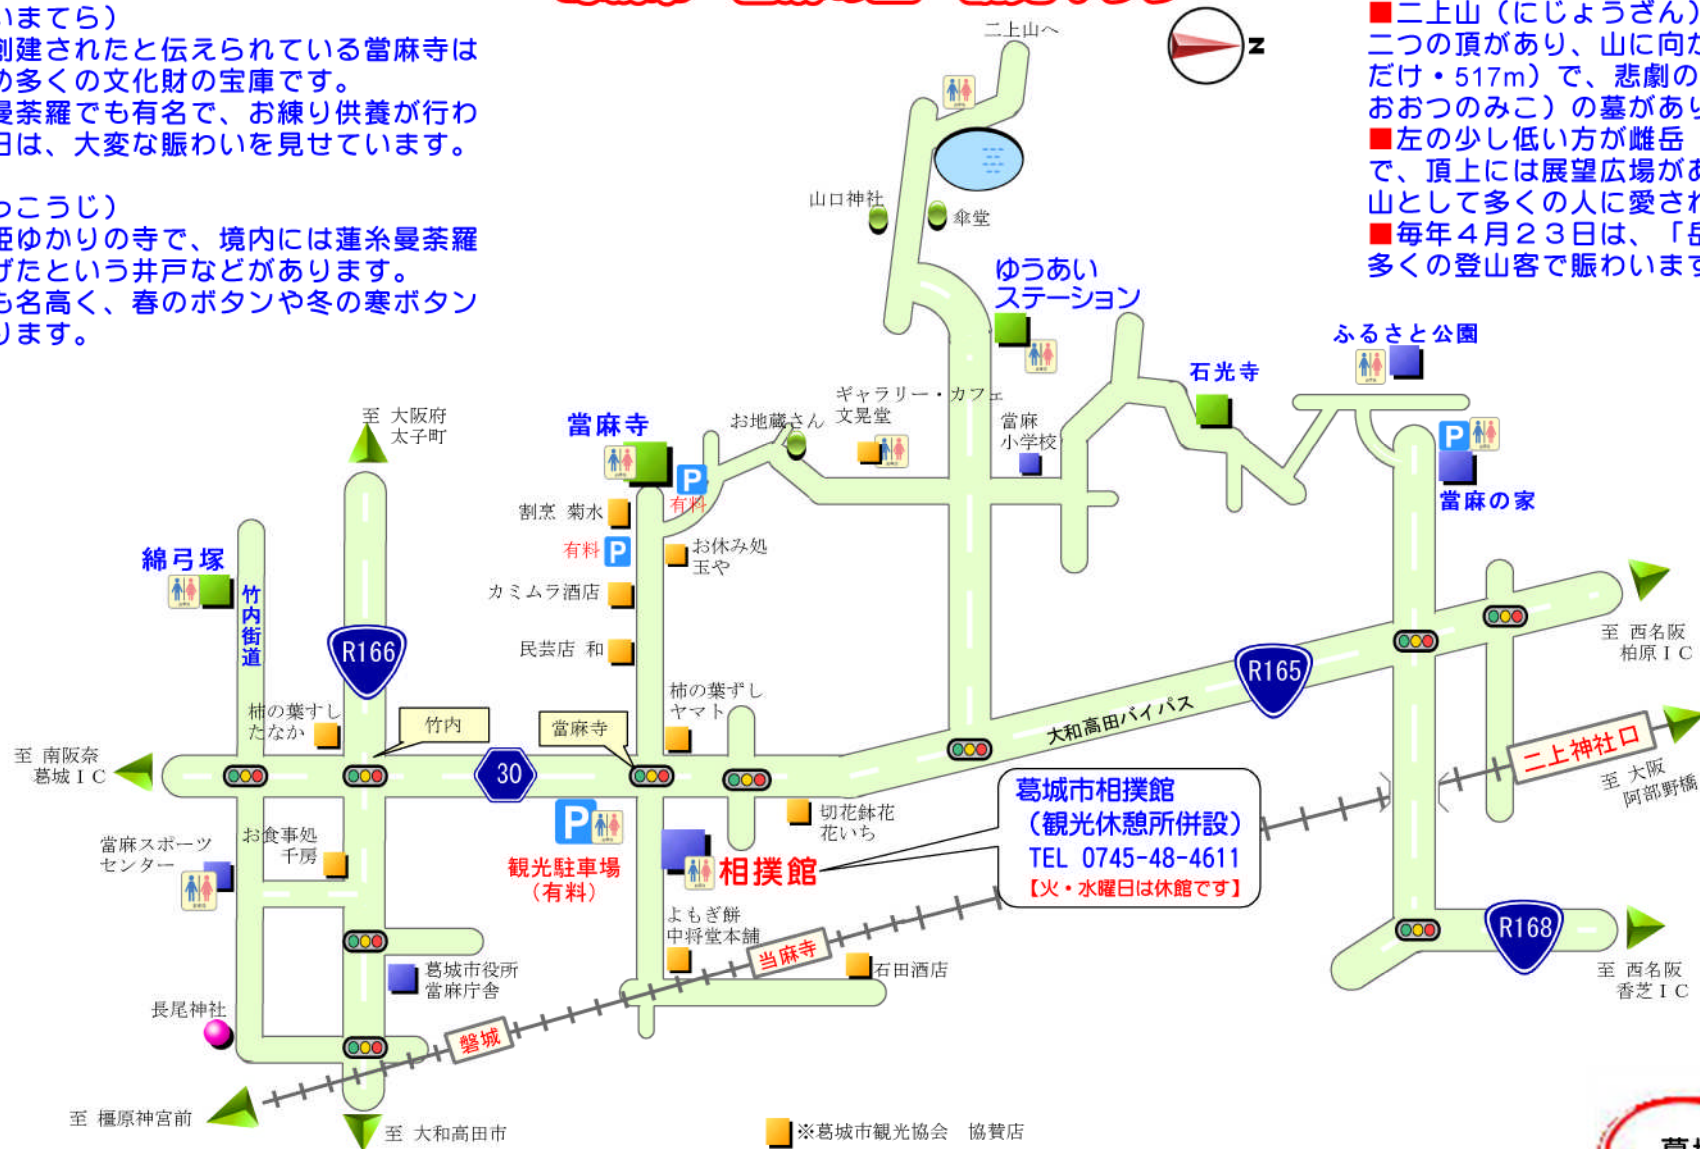 いまてら）
創建されたと伝えられている當麻寺は
め多くの文化財の宝庫です。
曼荼羅でも有名で、お練り供養が行わ
日は、大変な賑わいを見せています。
っこうじ）
姫ゆかりの寺で、境内には蓮糸曼荼羅
げたという井戸などがあります。
も名高く、春のボタンや冬の寒ボタン
ります。
二上山へ
N
■二上山（にじょうざん）
二つの頂があり、山に向か
だけ・517m）で、悲劇の
おおつのみこ）の墓があり
■左の少し低い方が雌岳
で、頂上には展望広場があ
山として多くの人に愛され
■毎年４月２３日は、「岳
多くの登山客で賑わいます
山口神社
傘堂
ゆうあい
ステーション
ふるさと公園
石光寺
ギャラリー・カフェ
文晃堂
當麻
小学校
お地蔵さん
當麻寺
P
有料
至 大阪府
太子町
P
當麻の家
割烹 菊水
有料 P
お休み処
玉や
カミムラ酒店
民芸店 和
綿弓塚
竹内街道
R166
R165
大和高田バイパス
至 西名阪
柏原ＩＣ
柿の葉すし
たなか
竹内
當麻寺
柿の葉ずし
ヤマト
至 南阪奈
葛城ＩＣ
30
二上神社口
至 大阪
阿部野橋
葛城市相撲館
（観光休憩所併設）
TEL 0745-48-4611
【火・水曜日は休館です】
切花鉢花
花いち
P
観光駐車場
（有料）
相撲館
當麻スポーツ
センター
お食事処
千房
よもぎ餅
中将堂本舗
当麻寺
石田酒店
R168
至 西名阪
香芝ＩＣ
葛城市役所
當麻庁舎
長尾神社
磐城
至 橿原神宮前
至 大和高田市
※葛城市観光協会　協賛店